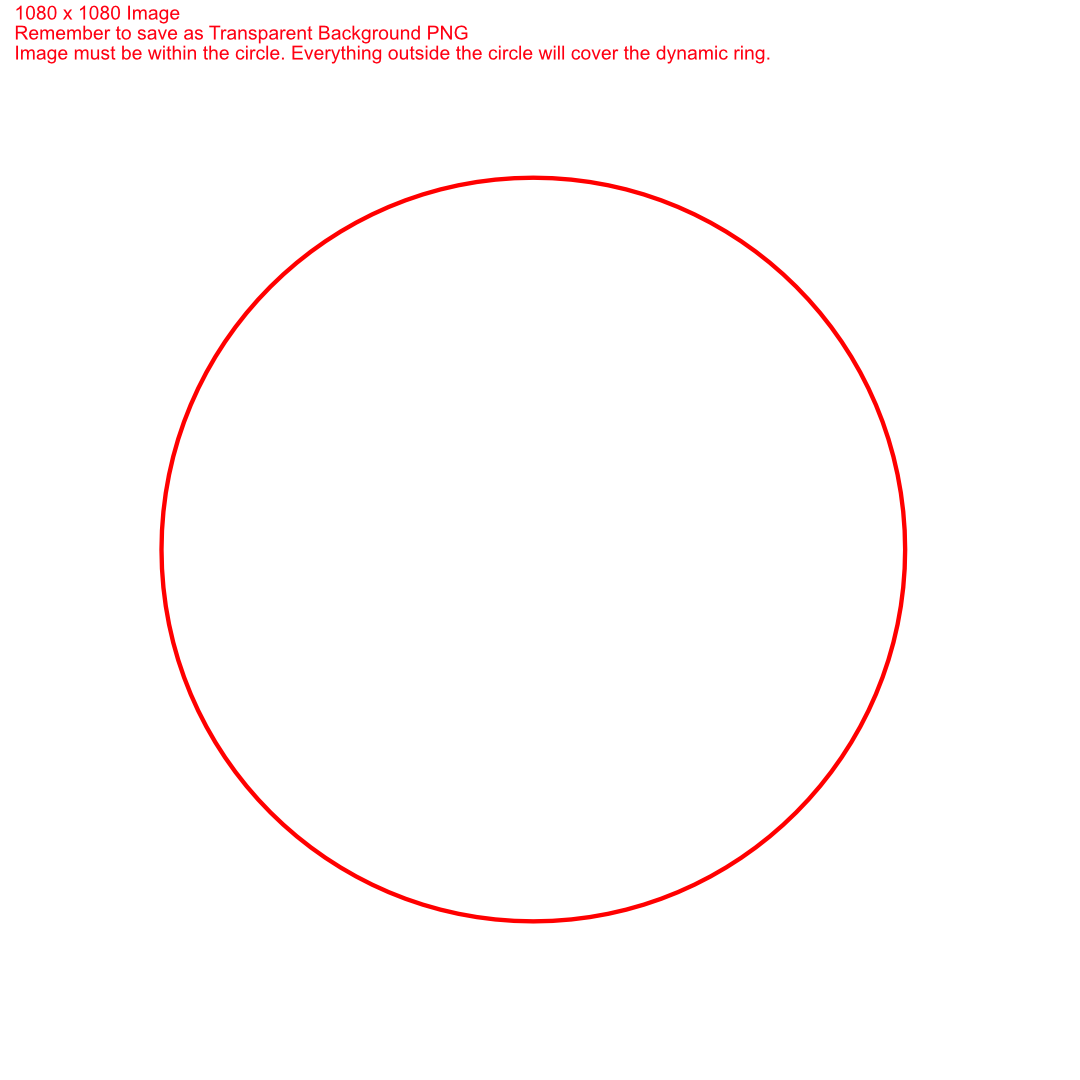 1080 x 1080 Image
Remember to save as Transparent Background PNG
Image must be within the circle. Everything outside the circle will cover the dynamic ring.